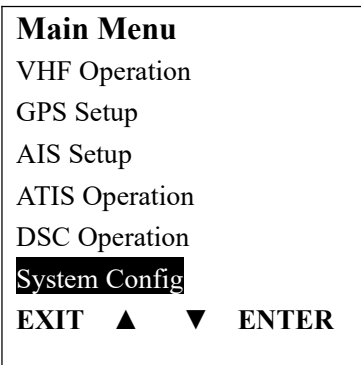 Main Menu
VHF Operation
GPS Setup
AIS Setup
ATIS Operation
DSC Operation
System Config
EXIT ▲ ▼ ENTER